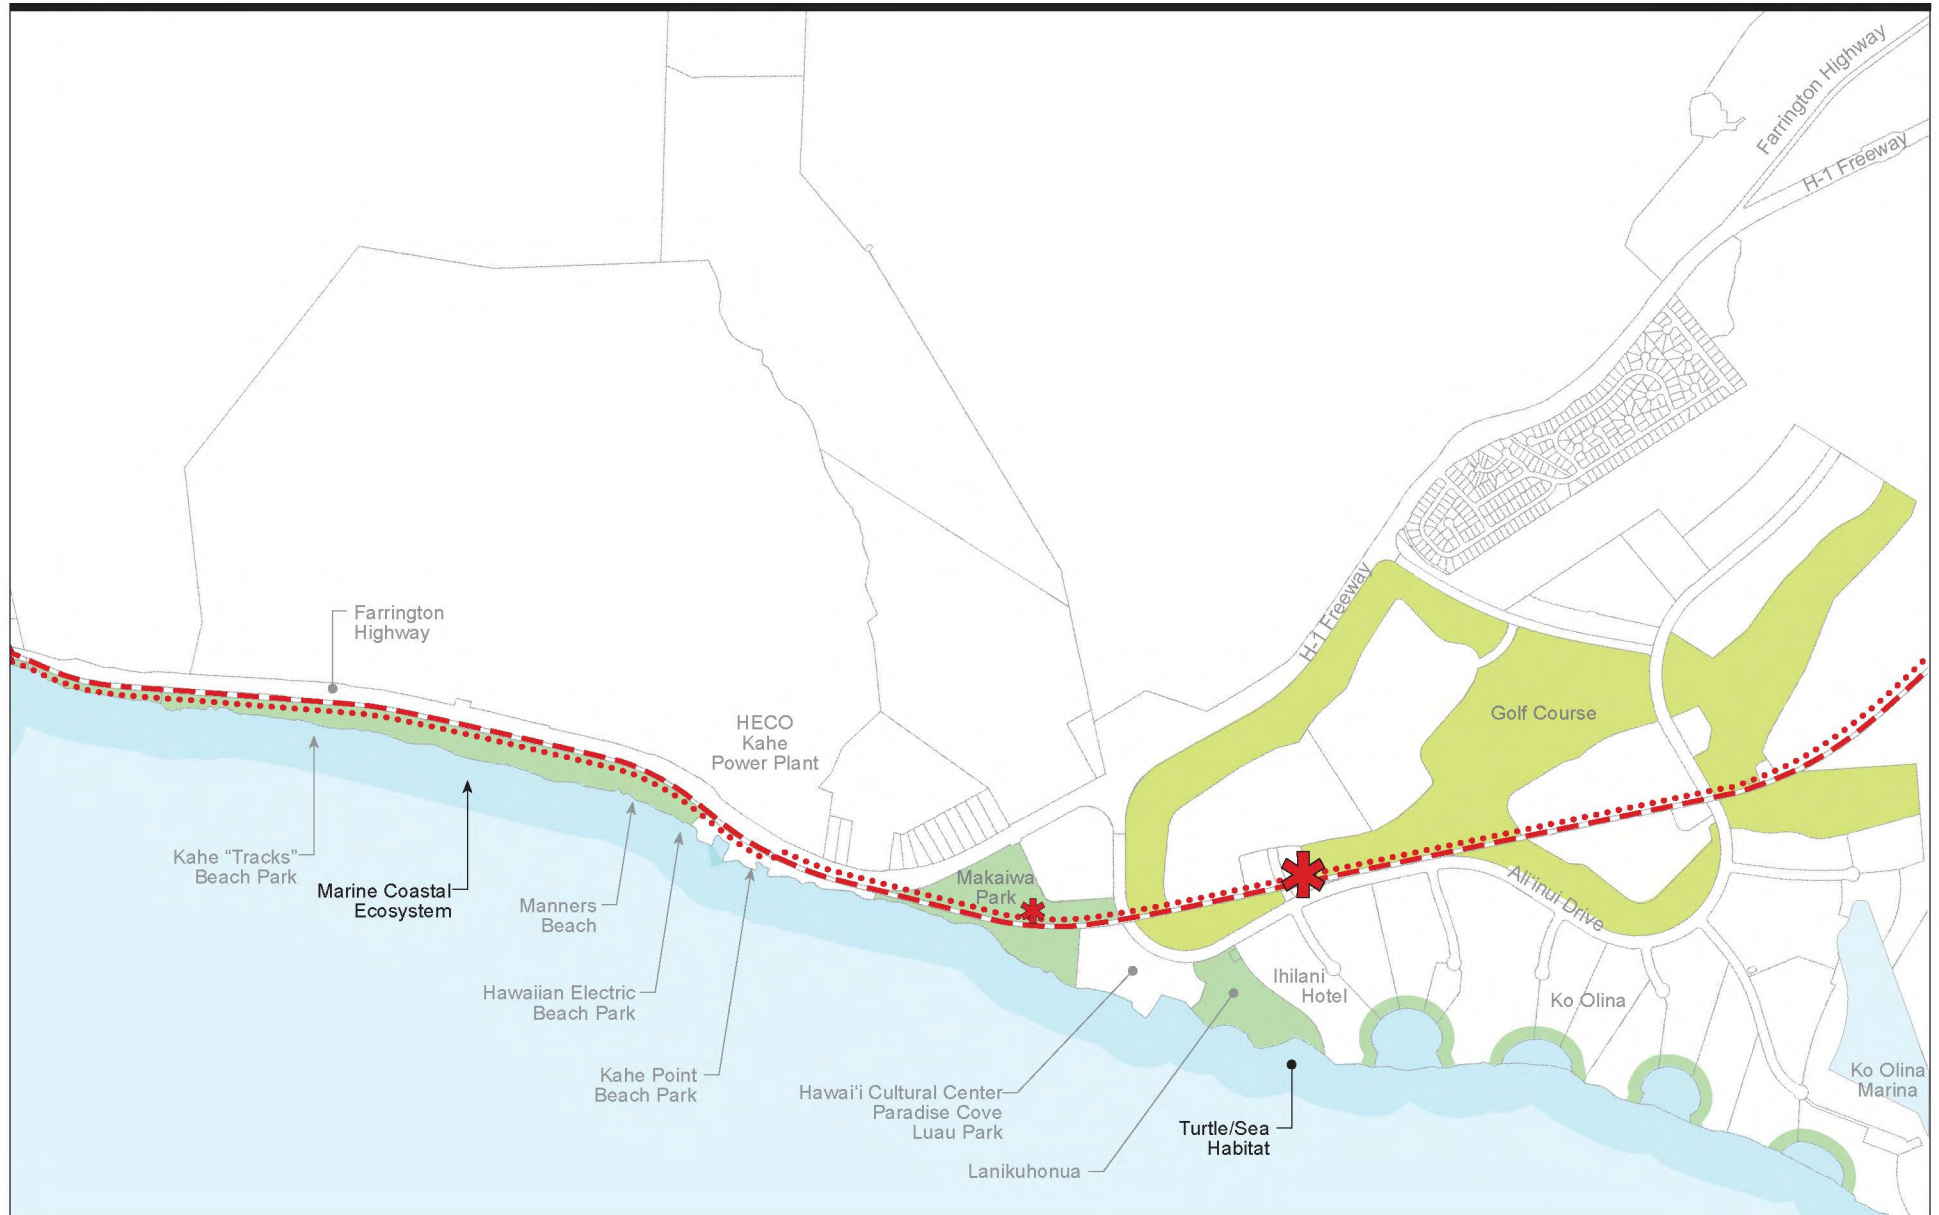 Farrington Highway
H-1 Freeway
H-1 Freeway
Farrington
Highway
HECO
Kahe
Power Plant
Golf Course
Kahe “Tracks”
Beach Park
Marine Coastal
Ecosystem
Manners
Beach
Makaiwa
Park
Ali‘inui Drive
Hawaiian Electric
Beach Park
Ihilani
Hotel
Ko Olina
Kahe Point
Beach Park
Ko Olina
Marina
Hawai‘i Cultural Center
Paradise Cove
Luau Park
Turtle/Sea
Habitat
Lanikuhonua